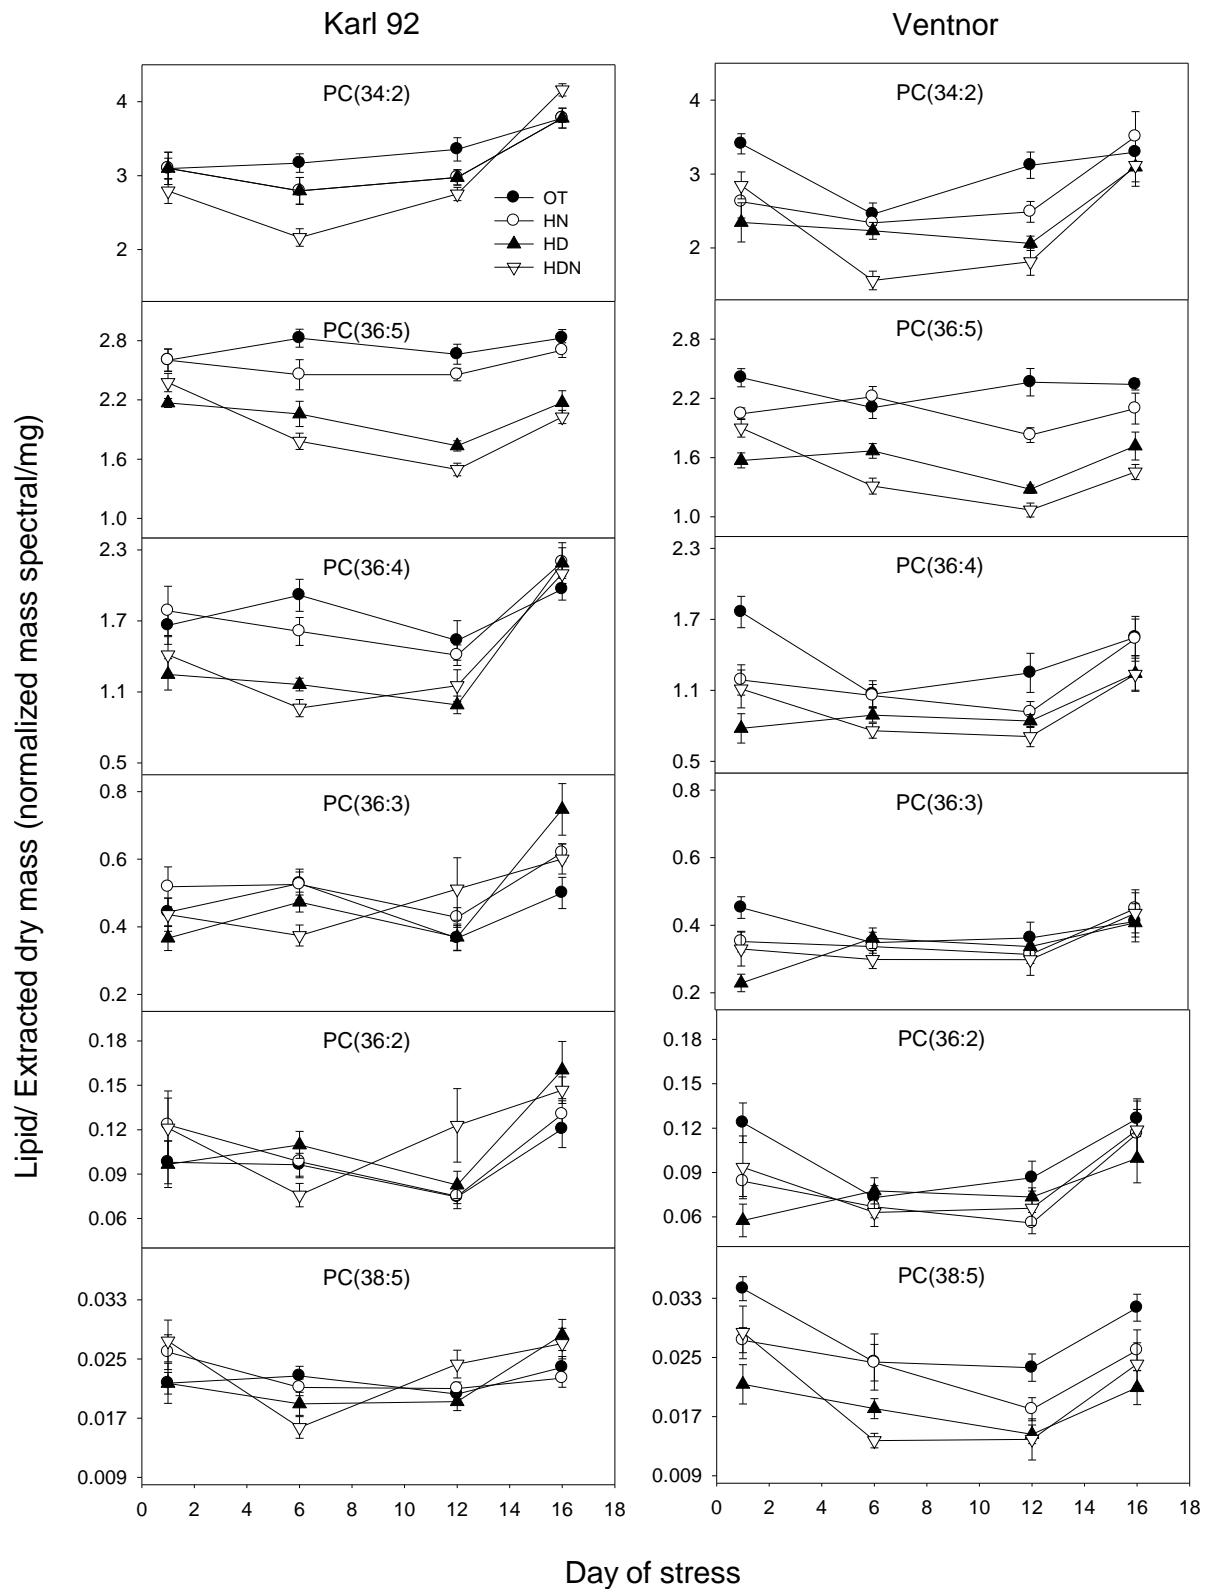 Karl 92
Ventnor
Lipid/ Extracted dry mass (normalized mass spectral/mg)
PC(34:2)
4
3
2
OT
HN
HD
HDN
PC(36:5)
2.8
2.2
1.6
1.0
PC(36:4)
2.3
1.7
1.1
0.5
PC(36:3)
0.8
0.6
0.4
0.2
PC(36:2)
0.18
0.15
0.12
0.09
0.06
PC(38:5)
0.033
0.025
0.017
0.009
0 2 4 6 8 10 12 14 16 18
PC(34:2)
4
3
2
PC(36:5)
2.8
2.2
1.6
1.0
PC(36:4)
2.3
1.7
1.1
0.5
PC(36:3)
0.8
0.6
0.4
0.2
PC(36:2)
0.18
0.15
0.12
0.09
0.06
PC(38:5)
0.033
0.025
0.017
0.009
0 2 4 6 8 10 12 14 16 18
Day of stress